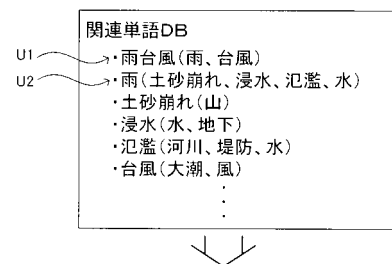 関連単語DB
U1
・雨台風(雨、台風)
U2
・雨(土砂崩れ、浸水、氾濫、水)
・土砂崩れ(山)
・浸水(水、地下)
・氾濫(河川、堤防、水)
・台風(大潮、風)